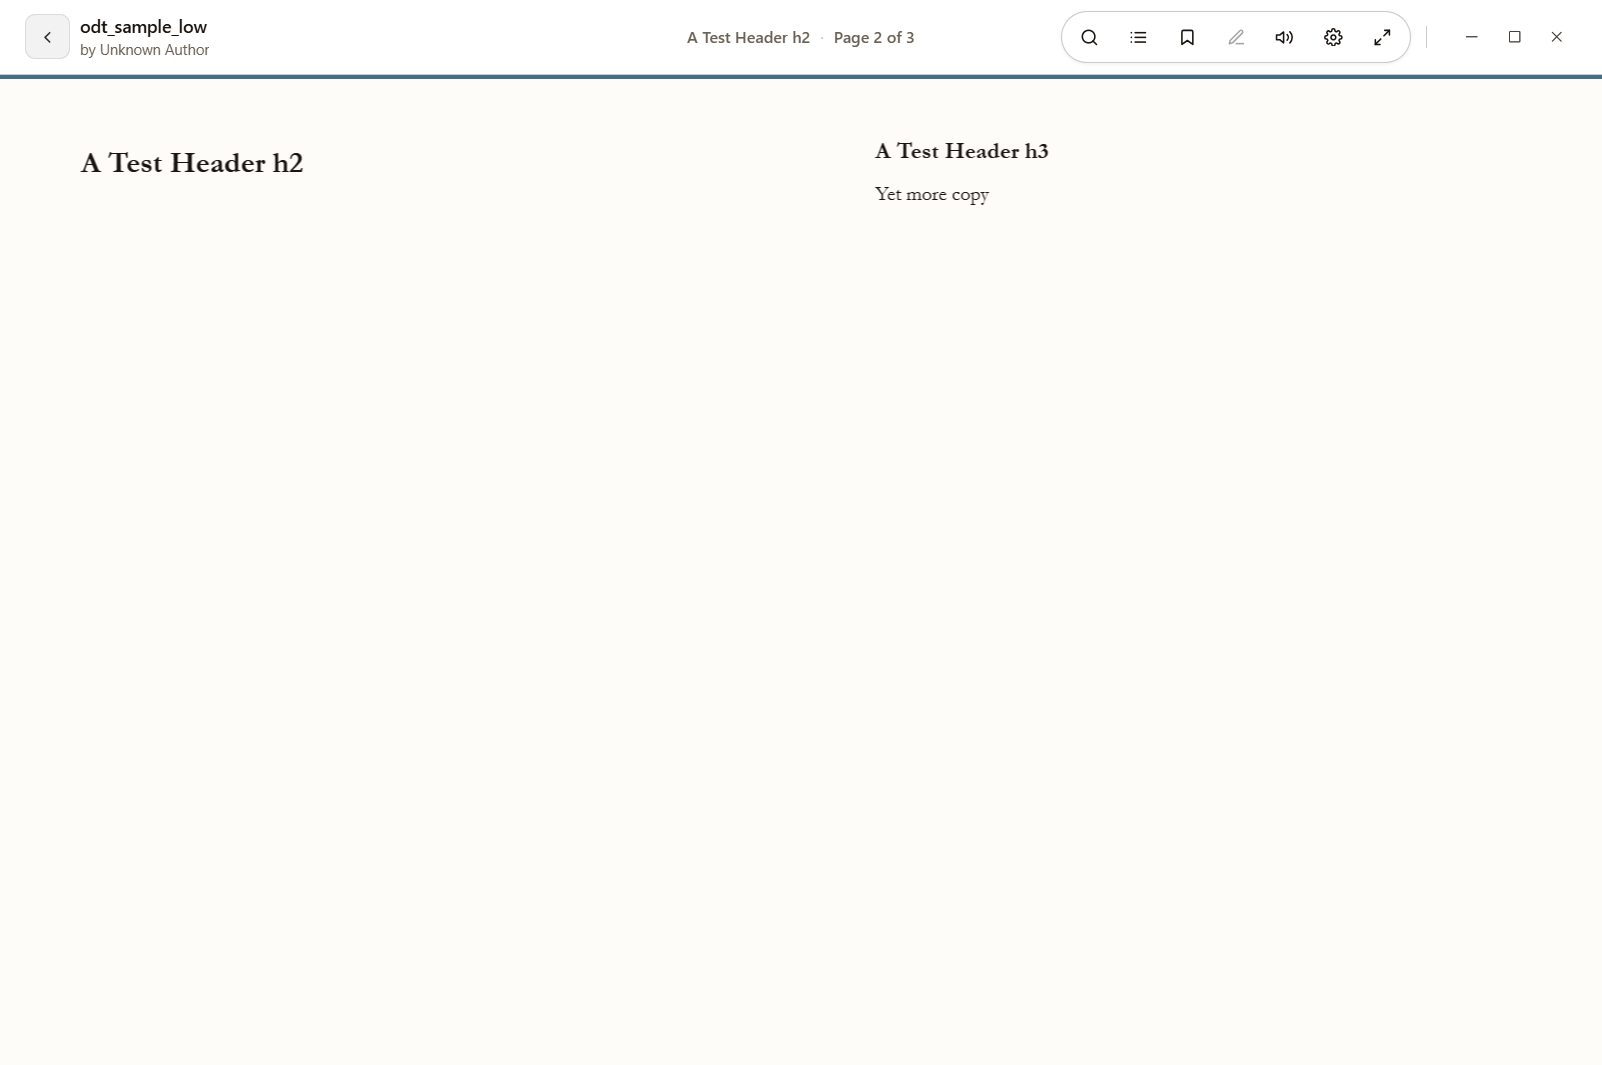 odt_sample_low
by Unknown Author
A Test Header h2 · Page 2 of 3
A Test Header h2
A Test Header h3
Yet more copy